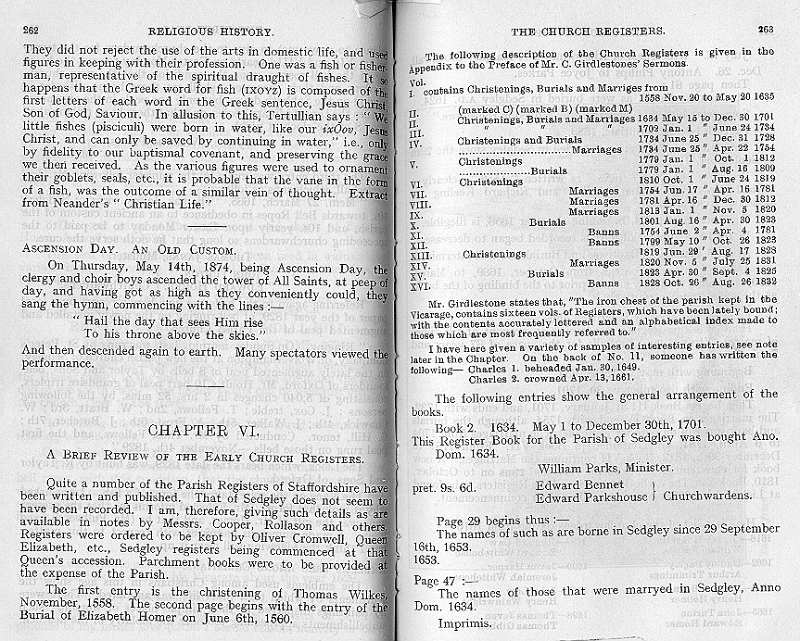 262 RELIGIOUS HISTORY.
They did not reject the use of the arts in domestic life, and used
figures in keeping with their profession. One was a fish or fisher-
man, representative of the spiritual draught of fishes. It so
happens that the Greek word for fish (IXOYZ) is composed of the
first letters of each word in the Greek sentence, Jesus Christ,
Son of God, Saviour. In allusion to this, Tertullian says : "We
little fishes (pisciculi) were born in water, like our ixOov, Jesus
Christ, and can only be saved by continuing in water," i.e., only
by fidelity to our baptismal covenant, and preserving the grace
we then received. As the various figures were used to ornament
their goblets, seals, etc., it is probable that the vane in the form
of a fish, was the outcome of a similar vein of thought. Extract
from Neander's "Christian Life."
ASCENSION DAY. AN OLD CUSTOM.
On Thursday, May 14th, 1874, being Ascension Day, the
clergy and choir boys ascended the tower of All Saints, at peep of
day, and having got as high as they conveniently could, they
sang the hymn, commencing with the lines :—
"Hail the day that sees Him rise
To his throne above the skies."
And then descended again to earth. Many spectators viewed the
performance.
CHAPTER VI.
A BRIEF REVIEW OF THE EARLY CHURCH REGISTERS.
Quite a number of the Parish Registers of Staffordshire have
been written and published. That of Sedgley does not seem to
have been recorded. I am, therefore, giving such details as are
available in notes by Messrs. Cooper, Rollason and others.
Registers were ordered to be kept by Oliver Cromwell, Queen
Elizabeth, etc., Sedgley registers being commenced at that
Queen's accession. Parchment books were to be provided at
the expense of the Parish.
The first entry is the christening of Thomas Wilkes,
November, 1558. The second page begins with the entry of the
Burial of Elizabeth Homer on June 6th, 1560.
THE CHURCH REGISTERS. 263
The following description of the Church Registers is given in the
Appendix to the Preface of Mr. C. Girdlestones' Sermons.
Vol.
I. contains Christenings, Burials and Marriges from
1558 Nov. 20 to May 20 1635
(marked C) (marked B) (marked M)
II. Christenings, Burials and Marriages 1634 May 15 to Dec. 30 1701
III. " " " 1702 Jan. 1 " June 24 1734
IV. Christenings and Burials 1734 June 25 " Dec. 31 1729
..............................Marriages 1734 June 25 " Apr. 22 1754
V. Christenings 1779 Jan. 1 " Oct. 1 1812
....................Burials 1779 Jan. 1 " Aug. 16 1809
VI. Christenings 1810 Oct. 1 " June 24 1819
VII. Marriages 1754 Jun. 17 " Apr. 16 1781
VIII. Marriages 1781 Apr. 16 " Dec. 30 1812
IX. Marriages 1813 Jan. 1 " Nov. 5 1820
X. Burials 1801 Aug. 16 " Apr. 20 1823
XI. Banns 1754 June 2 " Apr. 4 1781
XII. Banns 1799 May 10 " Oct. 26 1823
XIII. Christenings 1819 Jun. 29 " Aug. 17 1828
XIV. Marriages 1820 Nov. 5 " July 25 1831
XV. Burials 1823 Apr. 30 " Sept. 4 1825
XVI. Banns 1828 Oct. 26 " Aug. 26 1832
Mr. Girdlestone states that, "The iron chest of the parish kept in the
Vicarage, contains sixteen vols. of Registers, which have been lately bound;
with the contents accurately lettered and an alphabetical index made to
those which are most frequently referred to."
I have here given a variety of samples of interesting entries, see note
later in the Chapter. On the back of No. 11, someone has written the
following— Charles 1. beheaded Jan. 30, 1649.
Charles 2. crowned Apr. 13, 1661.
The following entries show the general arrangement of the
books.
Book 2. 1634. May 1 to December 30th, 1701.
This Register Book for the Parish of Sedgley was bought Ano.
Dom. 1634.
William Parks, Minister.
pret. 9s. 6d. Edward Bennet
Edward Parkshouse } Churchwardens.
Page 29 begins thus :—
The names of such as are borne in Sedgley since 29 September
16th, 1653.
1653.
Page 47 :—
The names of those that were marryed in Sedgley, Anno
Dom. 1634.
Imprimis.